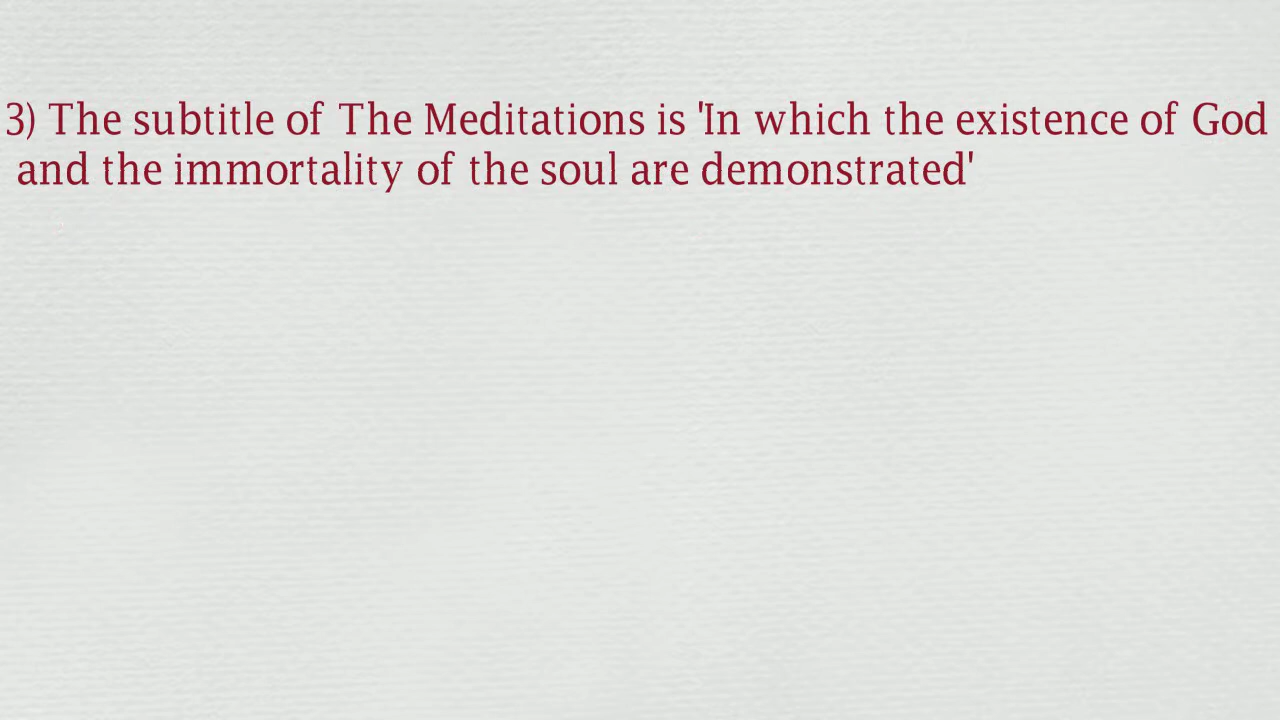 3) The subtitle of The Meditations is 'In which the existence of God
and the immortality of the soul are demonstrated'